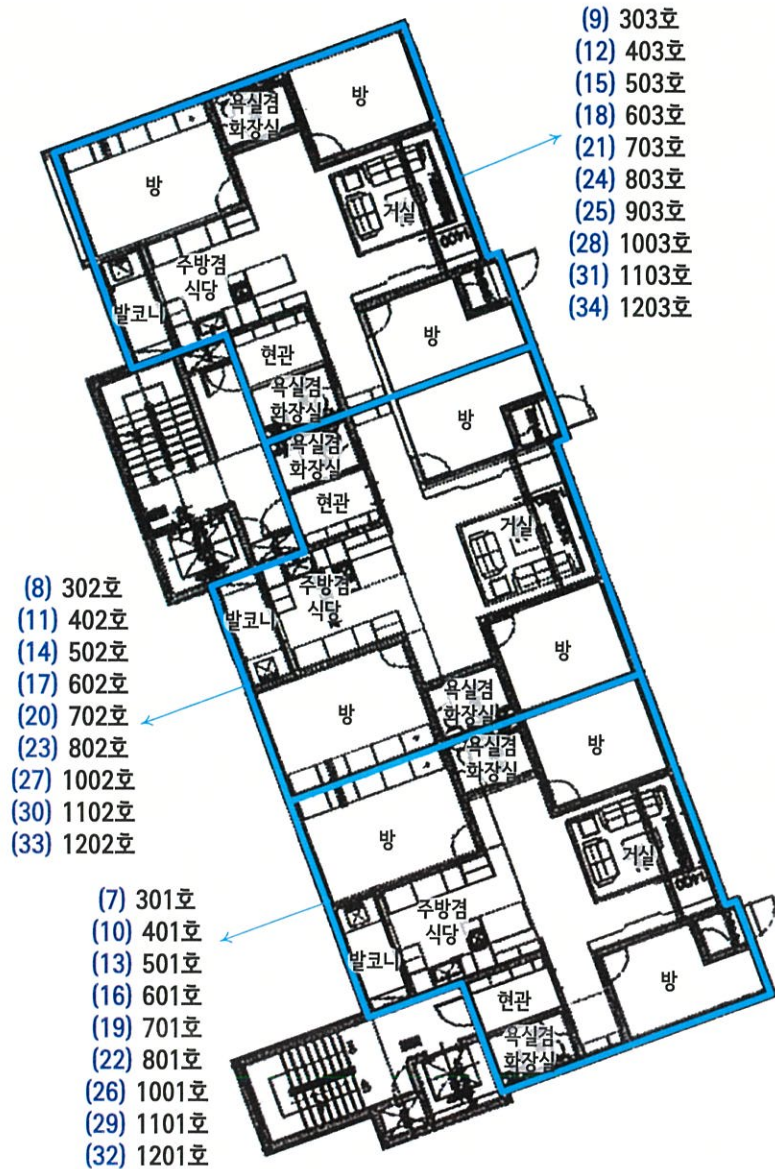 (9) 303호
(12) 403호
(15) 503호
(18) 603호
(21) 703호
(24) 803호
(25) 903호
(28) 1003호
(31) 1103호
(34) 1203호
방
욕실겸
화장실
방
거실
1400
주방겸
식당
발코니
방
현관
욕실겸
화장실
방
욕실겸
화장실
현관
거실
주방겸
식당
발코니
방
방
욕실겸
화장실
(8) 302호
(11) 402호
(14) 502호
(17) 602호
(20) 702호
(23) 802호
(27) 1002호
(30) 1102호
(33) 1202호
욕실겸
화장실
방
방
거실
1400
주방겸
식당
발코니
방
현관
욕실겸
화장실
(7) 301호
(10) 401호
(13) 501호
(16) 601호
(19) 701호
(22) 801호
(26) 1001호
(29) 1101호
(32) 1201호